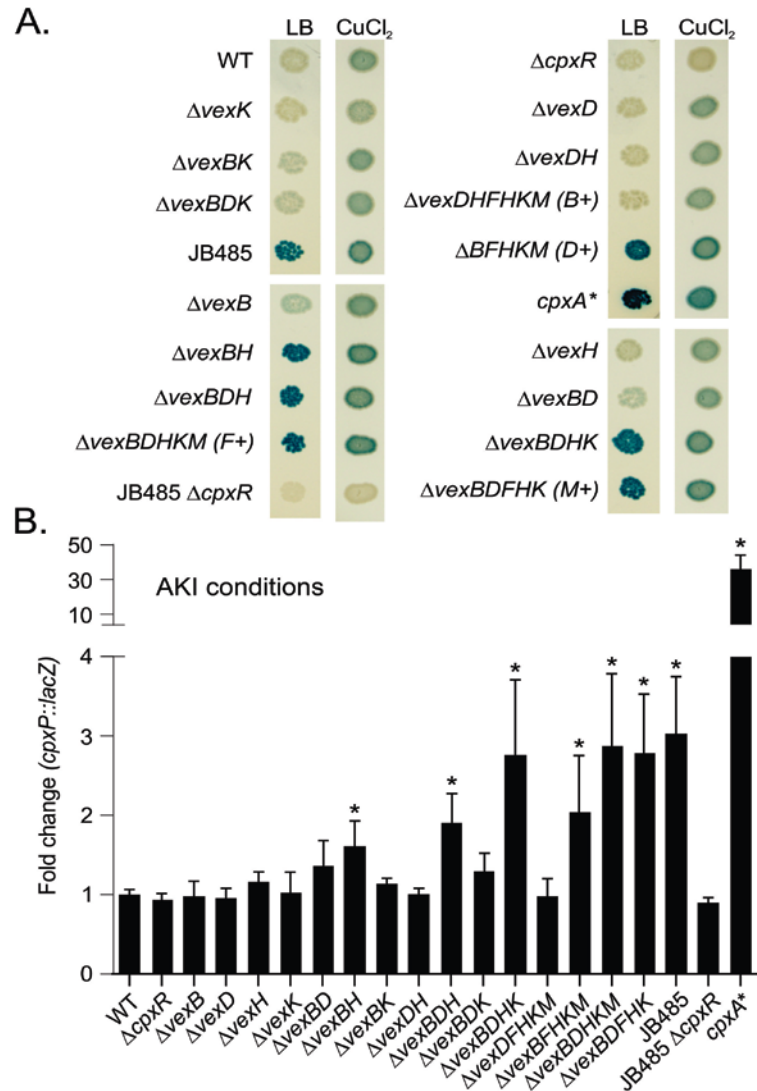 A.
LB CuCl₂
WT
ΔvexK
ΔvexBK
ΔvexBDK
JB485
ΔvexB
ΔvexBH
ΔvexBDH
ΔvexBDHKM (F+)
JB485 ΔcpxR
LB CuCl₂
ΔcpxR
ΔvexD
ΔvexDH
ΔvexDHFHKM (B+)
ΔBFHKM (D+)
cpxA*
ΔvexH
ΔvexBD
ΔvexBDHK
ΔvexBDFHK (M+)
B.
AKI conditions
Fold change (cpxP::lacZ)
50
30
10
4
3
2
1
0
*
*
*
*
*
*
*
*
WT
ΔcpxR
ΔvexB
ΔvexD
ΔvexH
ΔvexK
ΔvexBD
ΔvexBH
ΔvexBK
ΔvexDH
ΔvexBDH
ΔvexBDK
ΔvexBDHK
ΔvexDFHKM
ΔvexBFHKM
ΔvexBDHKM
ΔvexBDFHK
JB485
JB485 ΔcpxR
cpxA*